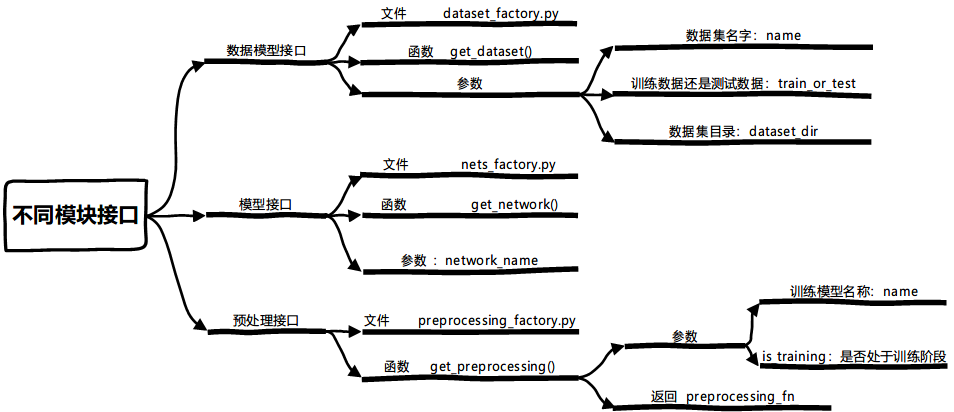 不同模块接口
数据模型接口
文件 dataset_factory.py
函数 get_dataset()
参数
数据集名字：name
训练数据还是测试数据：train_or_test
数据集目录：dataset_dir
模型接口
文件 nets_factory.py
函数 get_network()
参数 ：network_name
预处理接口
文件 preprocessing_factory.py
函数 get_preprocessing()
参数
训练模型名称：name
is training：是否处于训练阶段
返回 preprocessing_fn